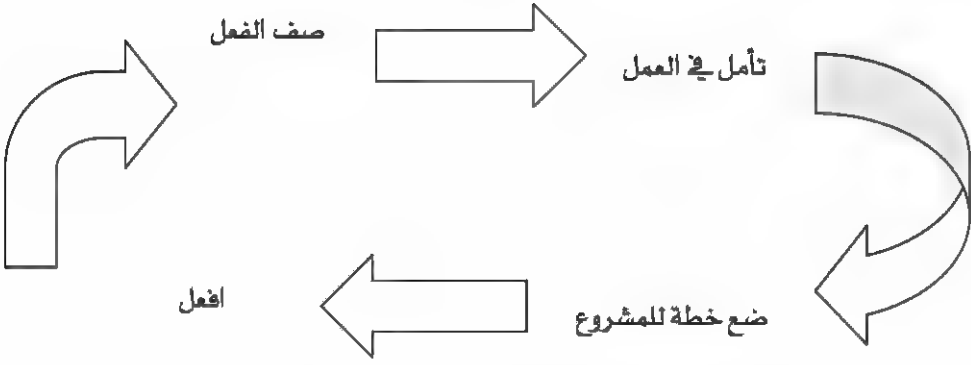 صف الفعل
تأمل في العمل
ضع خطة للمشروع
افعل